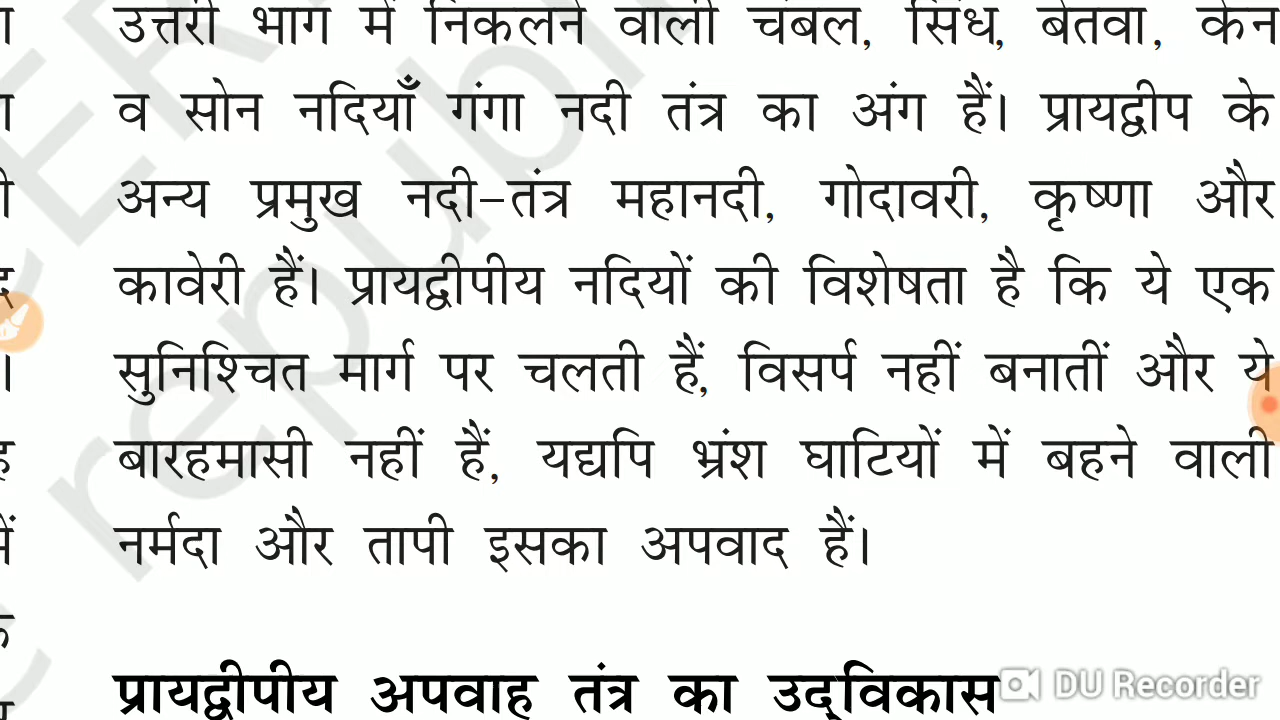 उत्तरी भाग में निकलने वाली चंबल, सिंध, बेतवा, केन
व सोन नदियाँ गंगा नदी तंत्र का अंग हैं। प्रायद्वीप के
अन्य प्रमुख नदी-तंत्र महानदी, गोदावरी, कृष्णा और
कावेरी हैं। प्रायद्वीपीय नदियों की विशेषता है कि ये एक
सुनिश्चित मार्ग पर चलती हैं, विसर्प नहीं बनातीं और ये
बारहमासी नहीं हैं, यद्यपि भ्रंश घाटियों में बहने वाली
नर्मदा और तापी इसका अपवाद हैं।
प्रायद्वीपीय अपवाह तंत्र का उद्‌विकास
DU Recorder